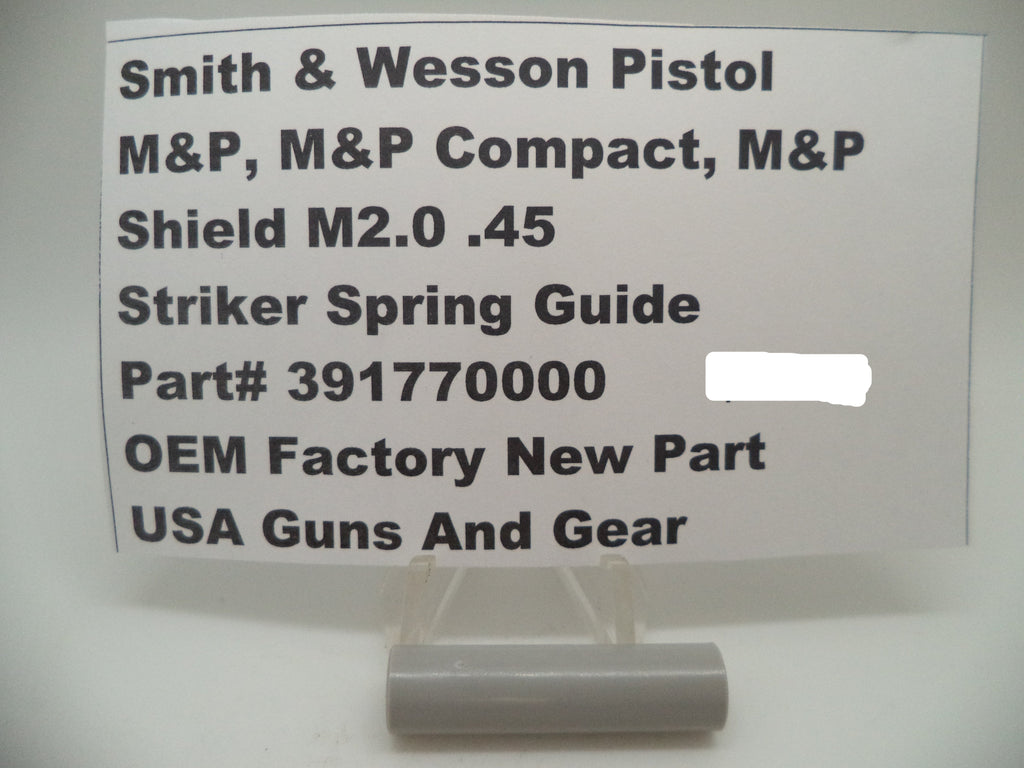 Smith & Wesson Pistol
M&P, M&P Compact, M&P
Shield M2.0 .45
Striker Spring Guide
Part# 391770000
OEM Factory New Part
USA Guns And Gear